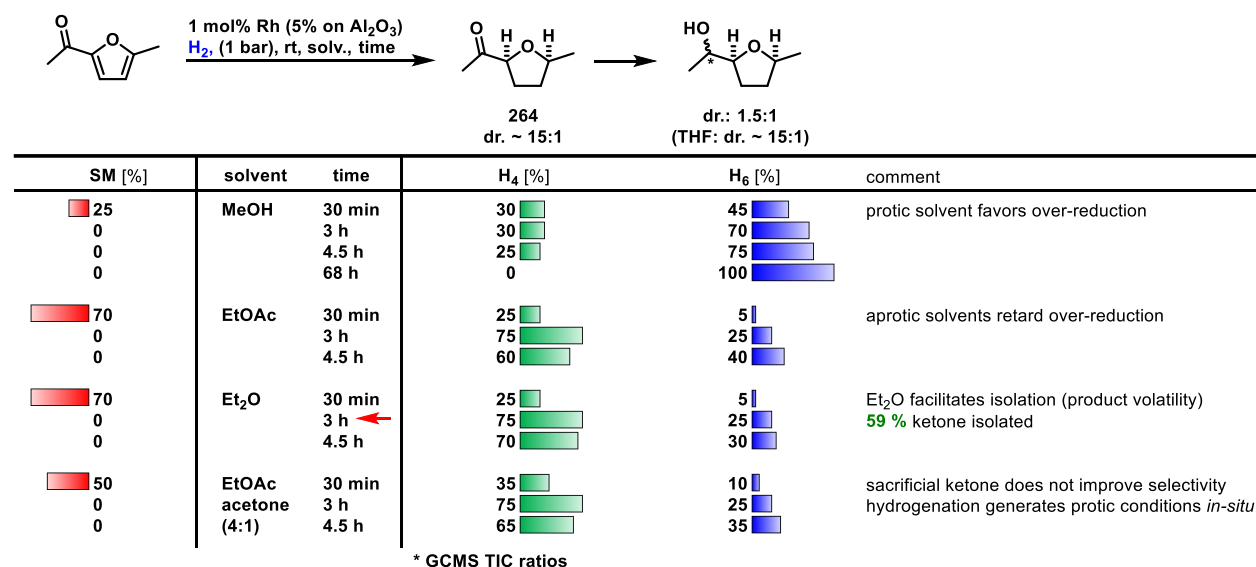 1 mol% Rh (5% on Al₂O₃)
H₂, (1 bar), rt, solv., time
O
O
O
H
O
H
HO
*
H
O
H
264
dr. ~ 15:1
dr.: 1.5:1
(THF: dr. ~ 15:1)
SM [%] solvent time H₄ [%] H₆ [%] comment
25 MeOH 30 min 30 45 protic solvent favors over-reduction
0 3 h 30 70
0 4.5 h 25 75
0 68 h 0 100
70 EtOAc 30 min 25 5 aprotic solvents retard over-reduction
0 3 h 75 25
0 4.5 h 60 40
70 Et₂O 30 min 25 5 Et₂O facilitates isolation (product volatility)
0 3 h 75 25 59 % ketone isolated
0 4.5 h 70 30
50 EtOAc 30 min 35 10 sacrificial ketone does not improve selectivity
0 acetone 3 h 75 25 hydrogenation generates protic conditions in-situ
0 (4:1) 4.5 h 65 35
* GCMS TIC ratios